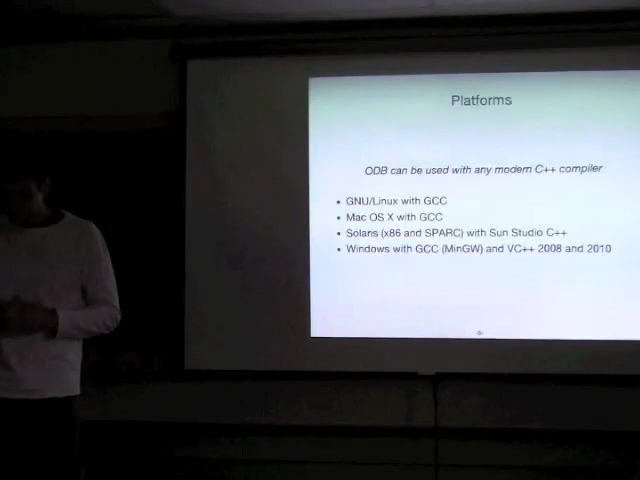 Platforms
ODB can be used with any modern C++ compiler
• GNU/Linux with GCC
• Mac OS X with GCC
• Solaris (x86 and SPARC) with Sun Studio C++
• Windows with GCC (MinGW) and VC++ 2008 and 2010